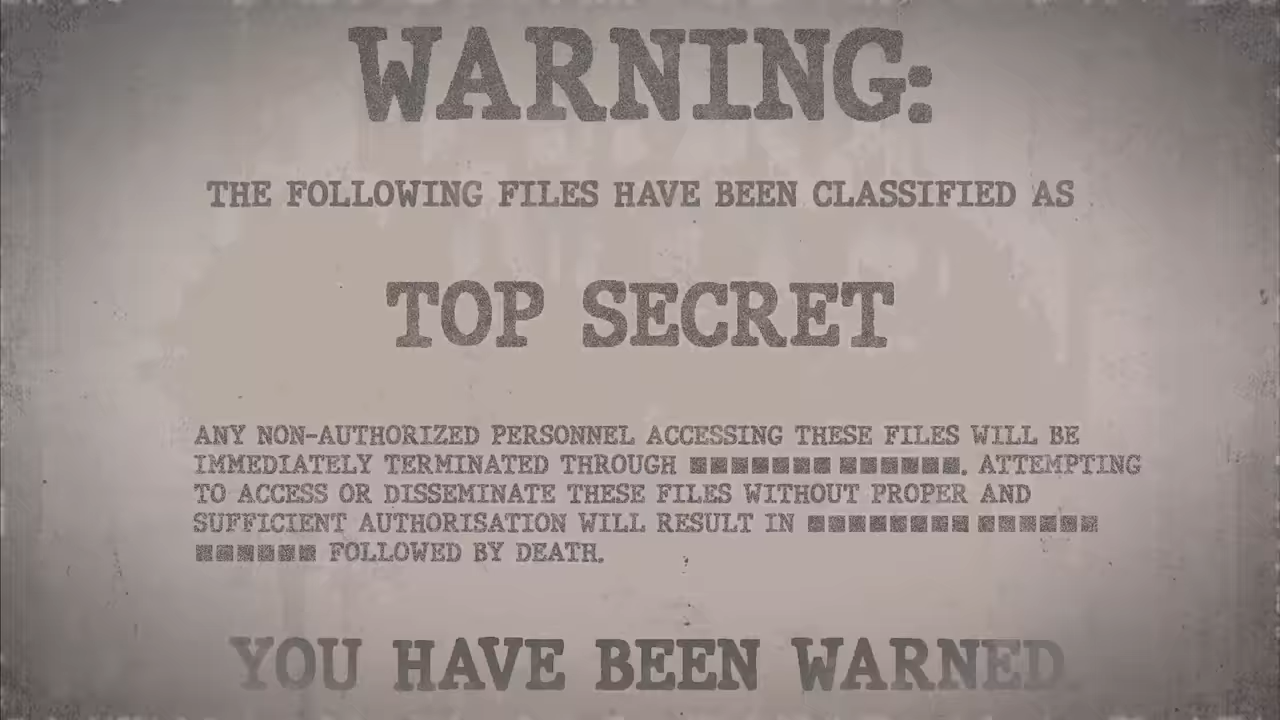 WARNING:
THE FOLLOWING FILES HAVE BEEN CLASSIFIED AS
TOP SECRET
ANY NON-AUTHORIZED PERSONNEL ACCESSING THESE FILES WILL BE
IMMEDIATELY TERMINATED THROUGH ■■■■■■■ ■■■■■■. ATTEMPTING
TO ACCESS OR DISSEMINATE THESE FILES WITHOUT PROPER AND
SUFFICIENT AUTHORISATION WILL RESULT IN ■■■■■■■■ ■■■■■■
■■■■■■ FOLLOWED BY DEATH.
YOU HAVE BEEN WARNED.